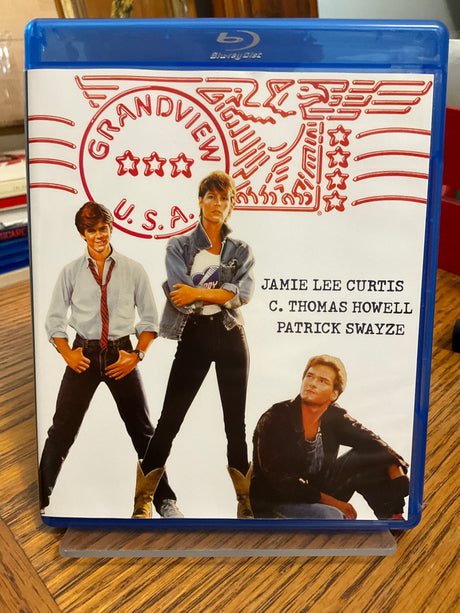 Blu-ray Disc
GRANDVIEW
U.S.A.
JAMIE LEE CURTIS
C. THOMAS HOWELL
PATRICK SWAYZE